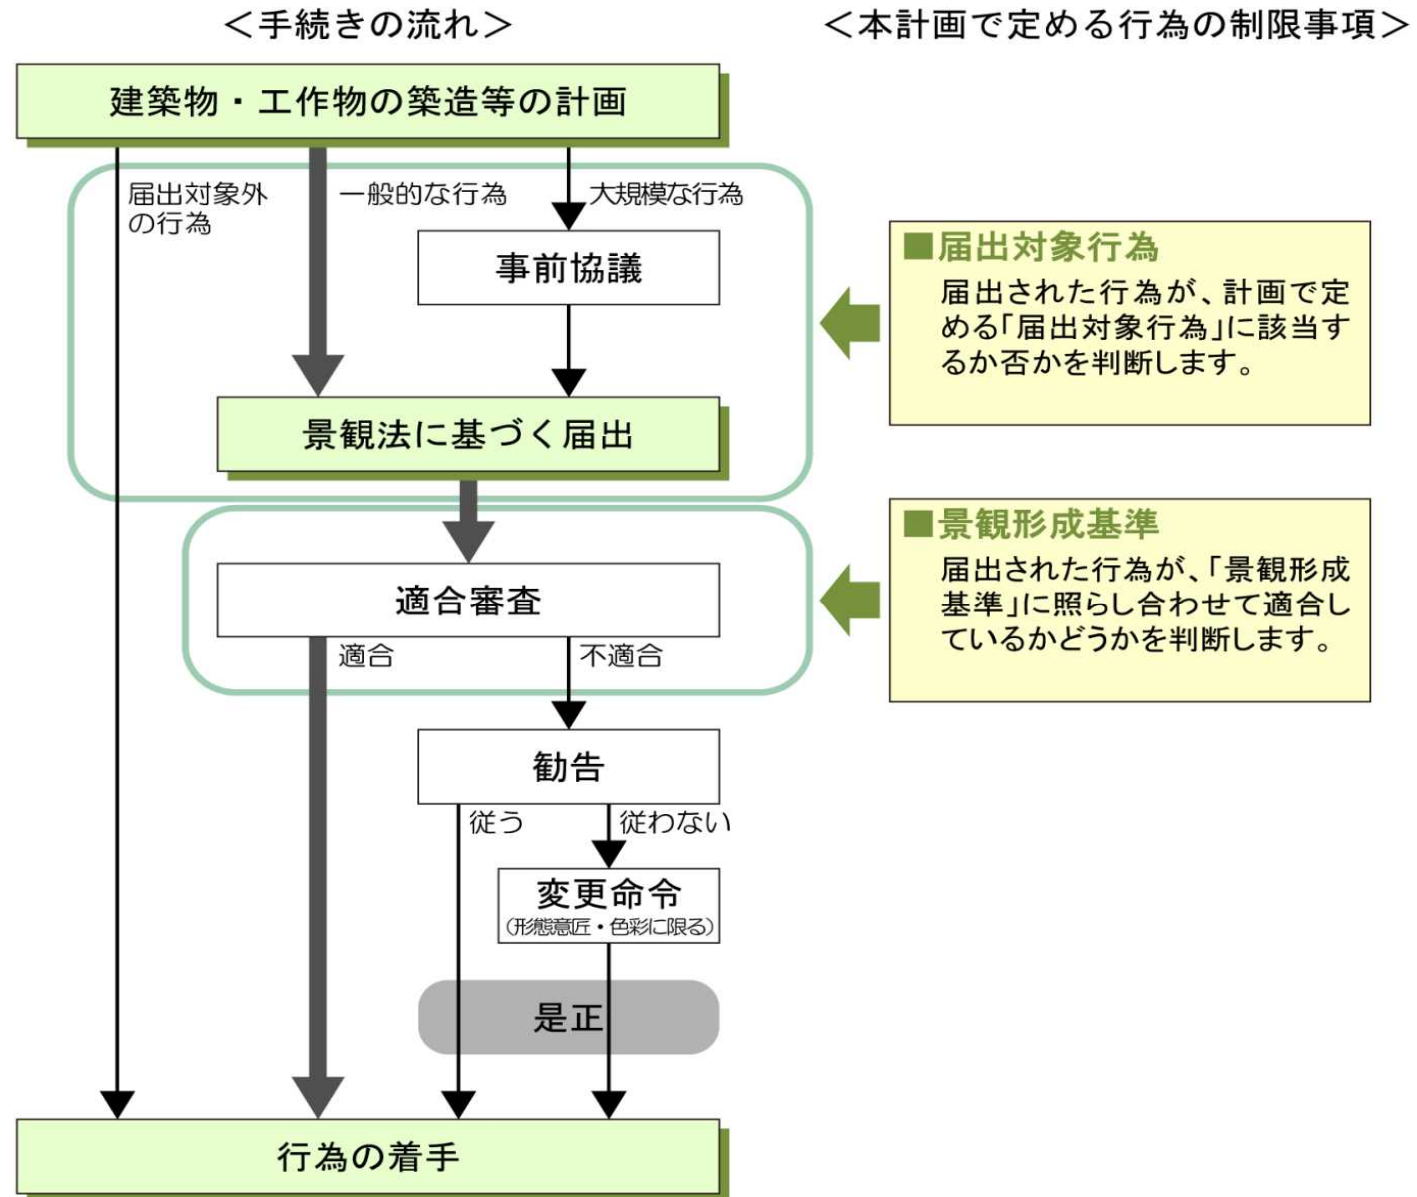 ＜手続きの流れ＞
＜本計画で定める行為の制限事項＞
建築物・工作物の築造等の計画
届出対象外
の行為
一般的な行為
大規模な行為
事前協議
景観法に基づく届出
■届出対象行為
届出された行為が、計画で定
める「届出対象行為」に該当す
るか否かを判断します。
適合審査
適合
不適合
■景観形成基準
届出された行為が、「景観形成
基準」に照らし合わせて適合し
ているかどうかを判断します。
勧告
従う
従わない
変更命令
（形態意匠・色彩に限る）
是正
行為の着手